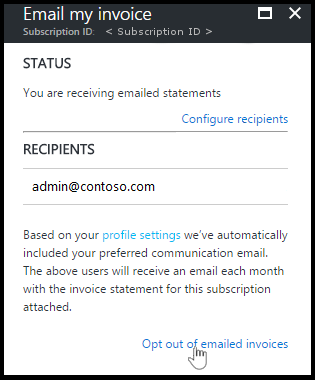 Email my invoice
Subscription ID: < Subscription ID >
STATUS
You are receiving emailed statements
Configure recipients
RECIPIENTS
admin@contoso.com
Based on your profile settings we've automatically
included your preferred communication email.
The above users will receive an email each month
with the invoice statement for this subscription
attached.
Opt out of emailed invoices